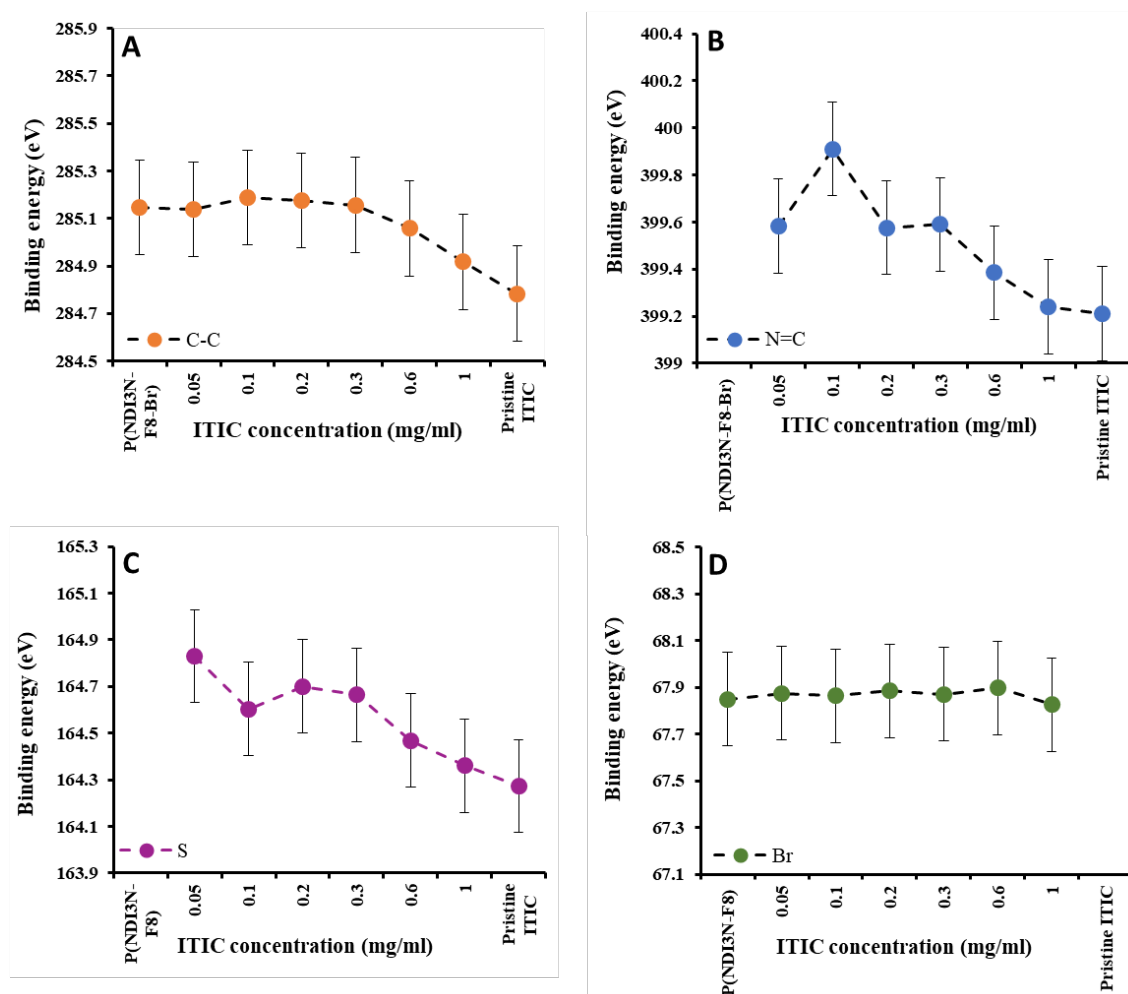 A
285.9
285.7
285.5
285.3
285.1
284.9
284.7
284.5
Binding energy (eV)
C-C
P(NDI3N-
F8-Br)
0.05
0.1
0.2
0.3
0.6
1
Pristine
ITIC
ITIC concentration (mg/ml)
B
400.4
400.2
400
399.8
399.6
399.4
399.2
399
Binding energy (eV)
N=C
P(NDI3N-F8-Br)
0.05
0.1
0.2
0.3
0.6
1
Pristine ITIC
ITIC concentration (mg/ml)
C
165.3
165.1
164.9
164.7
164.5
164.3
164.1
163.9
Binding energy (eV)
S
P(NDI3N-
F8)
0.05
0.1
0.2
0.3
0.6
1
Pristine
ITIC
ITIC concentration (mg/ml)
D
68.5
68.3
68.1
67.9
67.7
67.5
67.3
67.1
Binding energy (eV)
Br
P(NDI3N-F8)
0.05
0.1
0.2
0.3
0.6
1
Pristine ITIC
ITIC concentration (mg/ml)